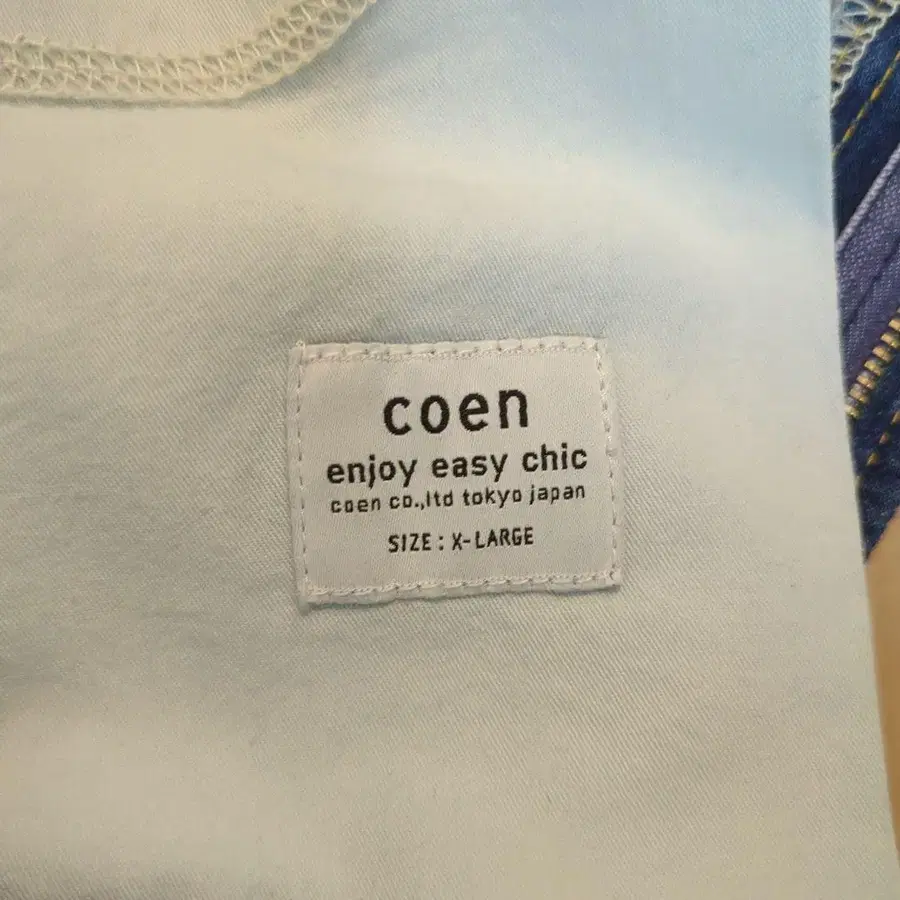 coen
enjoy easy chic
coen co.,ltd tokyo japan
SIZE : X-LARGE